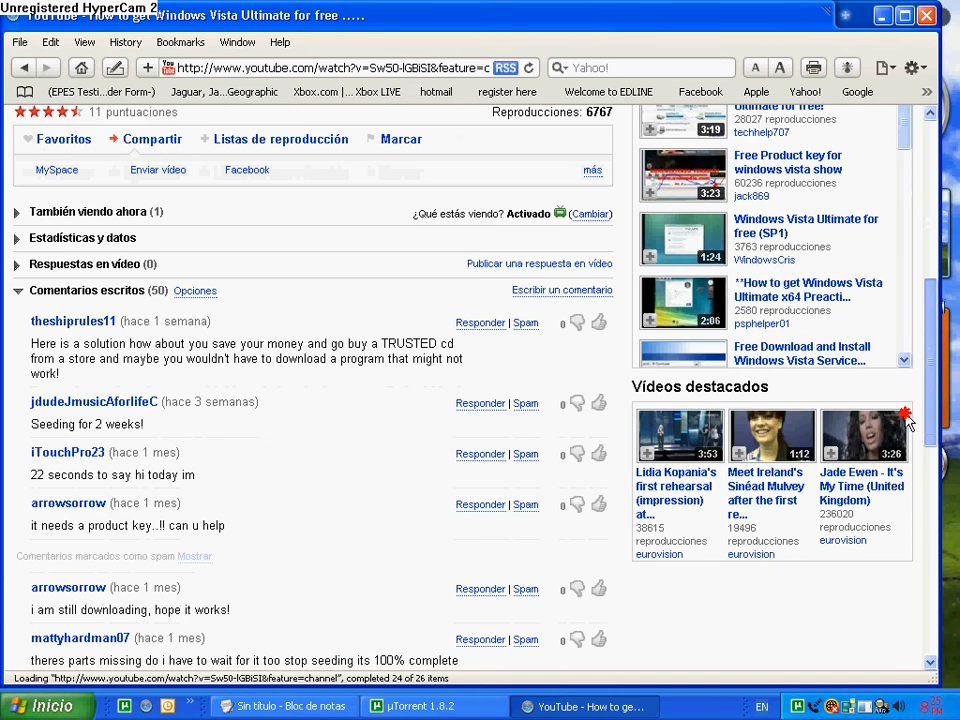 Unregistered HyperCam 2
YouTube - How to get Windows Vista Ultimate for free .....
File Edit View History Bookmarks Window Help
http://www.youtube.com/watch?v=Sw50-lGBiSI&feature=c RSS
Yahoo!
A A
(EPES Testi...der Form-) Jaguar, Ja...Geographic Xbox.com | Xbox LIVE hotmail register here Welcome to EDLINE Facebook Apple Yahoo! Google »
11 puntuaciones
Reproducciones: 6767
Favoritos Compartir Listas de reproducción Marcar
MySpace Enviar vídeo Facebook más
También viendo ahora (1)
¿Qué estás viendo? Activado (Cambiar)
Estadísticas y datos
Respuestas en vídeo (0)
Publicar una respuesta en vídeo
Comentarios escritos (50) Opciones
Escribir un comentario
theshiprules11 (hace 1 semana)
Responder | Spam 0
Here is a solution how about you save your money and go buy a TRUSTED cd
from a store and maybe you wouldn't have to download a program that might not
work!
jdudeJmusicAforlifeC (hace 3 semanas)
Responder | Spam 0
Seeding for 2 weeks!
iTouchPro23 (hace 1 mes)
Responder | Spam 0
22 seconds to say hi today im
arrowsorrow (hace 1 mes)
Responder | Spam 0
it needs a product key..!! can u help
Comentarios marcados como spam Mostrar
arrowsorrow (hace 1 mes)
Responder | Spam 0
i am still downloading, hope it works!
mattyhardman07 (hace 1 mes)
Responder | Spam 0
theres parts missing do i have to wait for it too stop seeding its 100% complete
3:19
Ultimate for free!
28027 reproducciones
techhelp707
3:23
Free Product key for
windows vista show
60236 reproducciones
jack869
1:24
Windows Vista Ultimate for
free (SP1)
3763 reproducciones
WindowsCris
2:06
**How to get Windows Vista
Ultimate x64 Preacti...
2580 reproducciones
psphelper01
Free Download and Install
Windows Vista Service...
Vídeos destacados
3:53
Lidia Kopania's
first rehearsal
(impression)
at...
38615
reproducciones
eurovision
1:12
Meet Ireland's
Sinéad Mulvey
after the first
re...
19496
reproducciones
eurovision
3:26
Jade Ewen - It's
My Time (United
Kingdom)
236020
reproducciones
eurovision
Loading "http://www.youtube.com/watch?v=Sw50-lGBiSI&feature=channel", completed 24 of 26 items
Inicio
»
Sin título - Bloc de notas
µTorrent 1.8.2
YouTube - How to ge...
EN